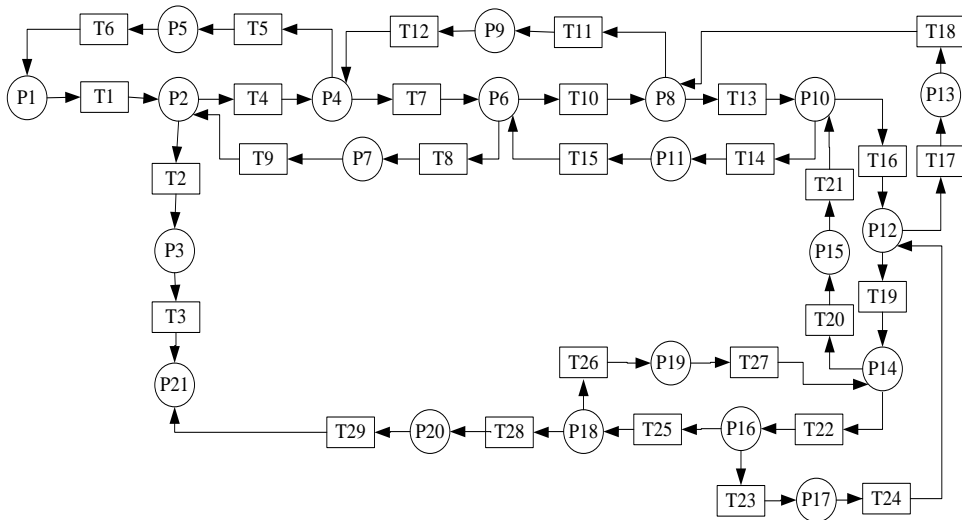 T6 P5 T5 T12 P9 T11 T18
P1 T1 P2 T4 P4 T7 P6 T10 P8 T13 P10 P13
T9 P7 T8 T15 P11 T14 T16 T17
T2 T21
P3 P15 P12
T3 T20 T19
P21 T26 P19 T27 P14
T29 P20 T28 P18 T25 P16 T22
T23 P17 T24